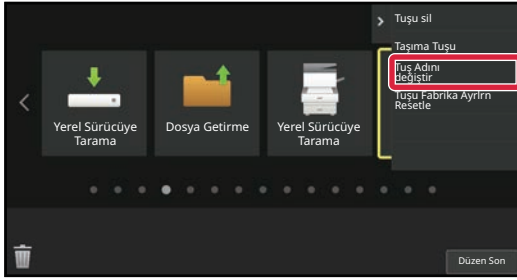 Tuşu sil
Taşıma Tuşu
Tuş Adını
değiştir
Tuşu Fabrika Ayrlrn
Resetle
Yerel Sürücüye
Tarama
Dosya Getirme
Yerel Sürücüye
Tarama
Düzen Son